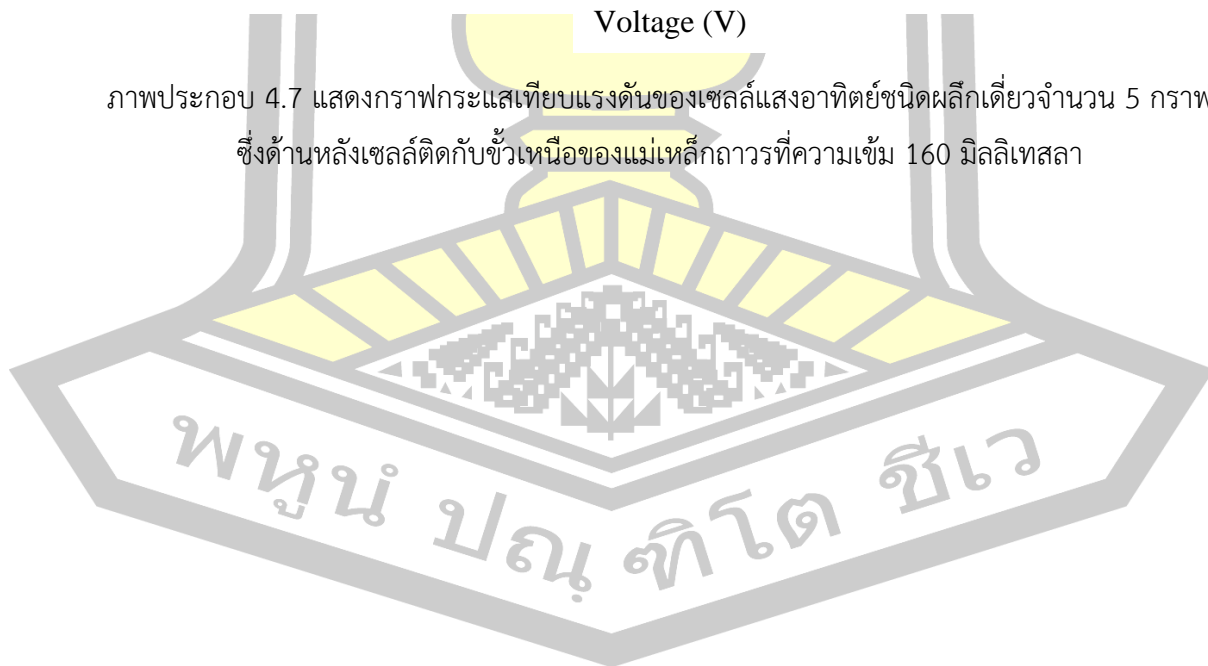 Voltage (V)
ภาพประกอบ 4.7 แสดงกราฟกระแสเทียบแรงดันของเซลล์แสงอาทิตย์ชนิดผลึกเดี่ยวจำนวน 5 กราฟ
ซึ่งด้านหลังเซลล์ติดกับขั้วเหนือของแม่เหล็กถาวรที่ความเข้ม 160 มิลลิเทสลา
พหูนํ ปณฺฑิโต ชีเว